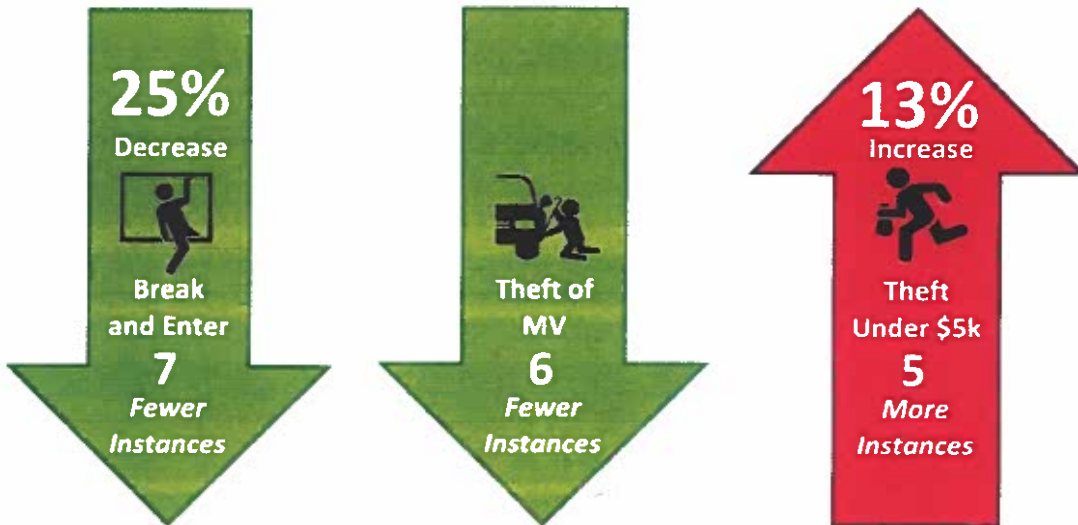 25%
Decrease
Break
and Enter
7
Fewer
Instances
Theft of
MV
6
Fewer
Instances
13%
Increase
Theft
Under $5k
5
More
Instances